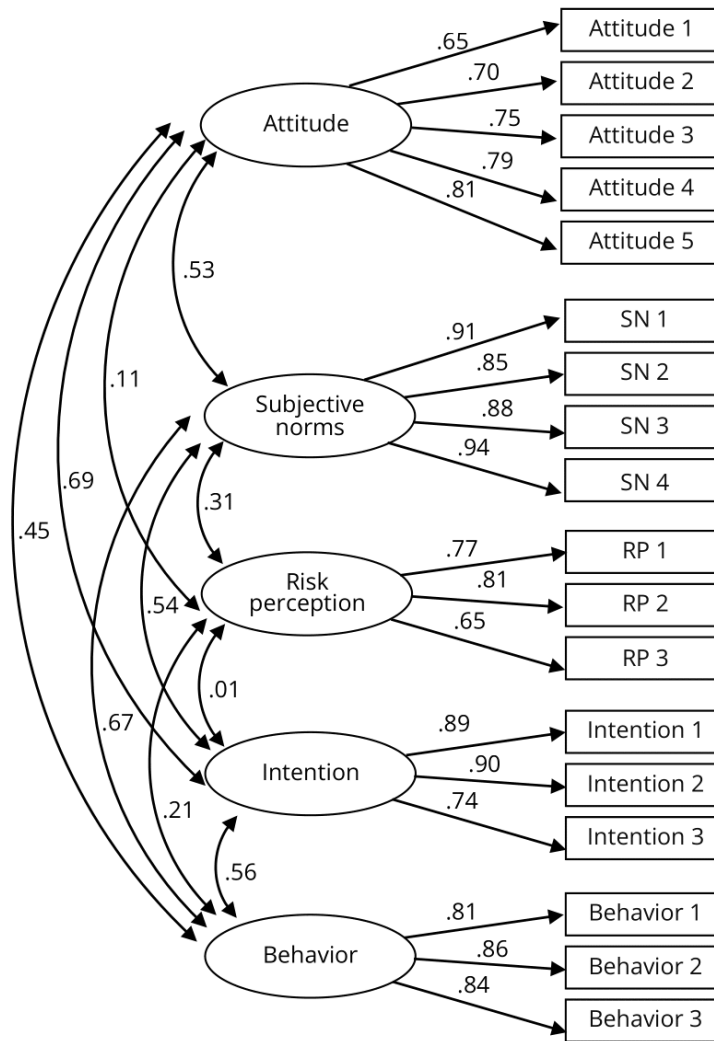 .65
Attitude 1
.70
Attitude 2
Attitude
.75
Attitude 3
.79
Attitude 4
.81
Attitude 5
.53
.91
SN 1
.11
.85
SN 2
Subjective
norms
.88
SN 3
.94
SN 4
.69
.31
.45
.77
RP 1
Risk
perception
.81
RP 2
.54
.65
RP 3
.01
.67
.89
Intention 1
Intention
.90
Intention 2
.21
.74
Intention 3
.56
.81
Behavior 1
Behavior
.86
Behavior 2
.84
Behavior 3